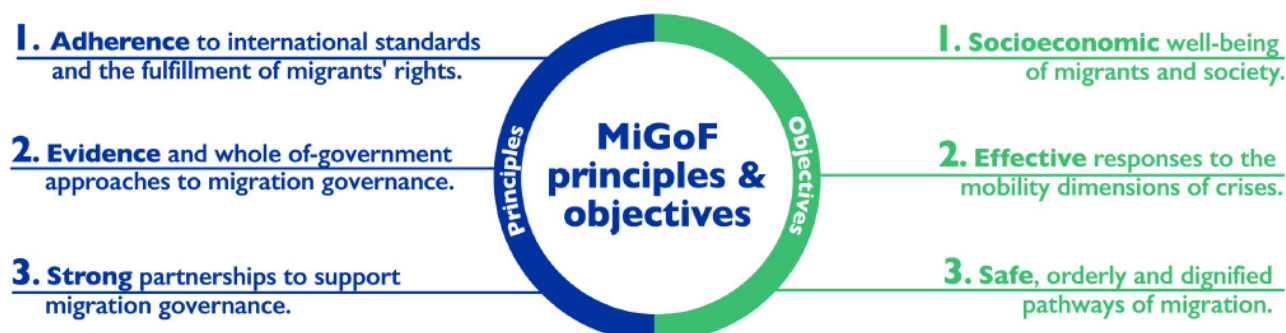 1. Adherence to international standards
and the fulfillment of migrants' rights.
2. Evidence and whole of-government
approaches to migration governance.
3. Strong partnerships to support
migration governance.
Principles
MiGoF
principles &
objectives
Objectives
1. Socioeconomic well-being
of migrants and society.
2. Effective responses to the
mobility dimensions of crises.
3. Safe, orderly and dignified
pathways of migration.